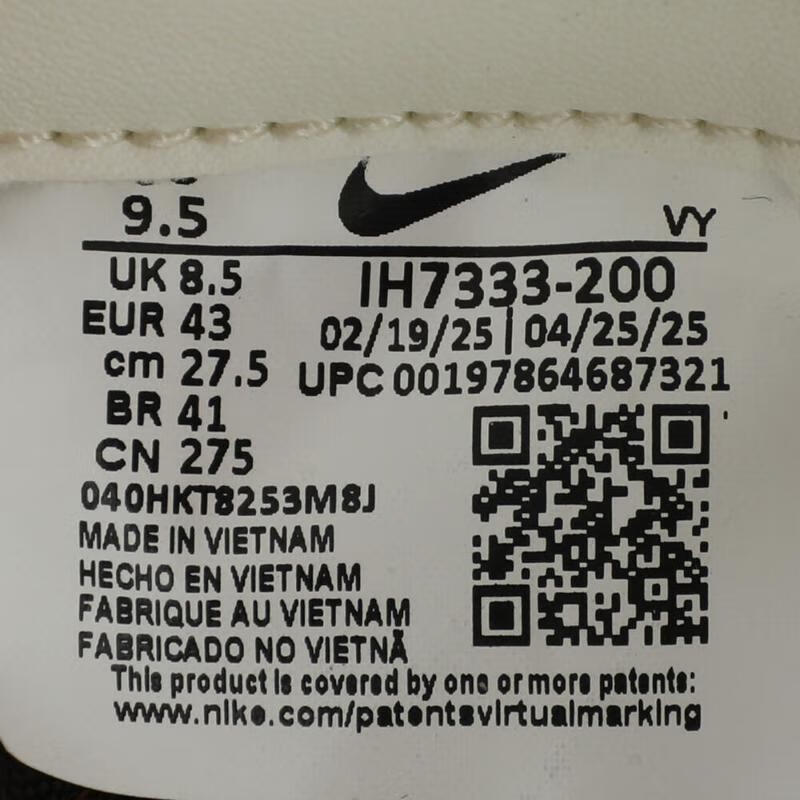 9.5
VY
UK 8.5
IH7333-200
EUR 43
02/19/25 | 04/25/25
cm 27.5
UPC 00197864687321
BR 41
CN 275
040HKT8253M8J
MADE IN VIETNAM
HECHO EN VIETNAM
FABRIQUE AU VIETNAM
FABRICADO NO VIETNÃ
This product is covered by one or more patents:
www.nike.com/patentsvirtualmarking